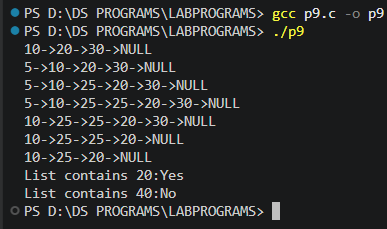 PS D:\DS PROGRAMS\LABPROGRAMS> gcc p9.c -o p9
PS D:\DS PROGRAMS\LABPROGRAMS> ./p9
10->20->30->NULL
5->10->20->30->NULL
5->10->25->20->30->NULL
5->10->25->25->20->30->NULL
10->25->25->20->30->NULL
10->25->25->20->NULL
10->25->20->NULL
List contains 20:Yes
List contains 40:No
PS D:\DS PROGRAMS\LABPROGRAMS>